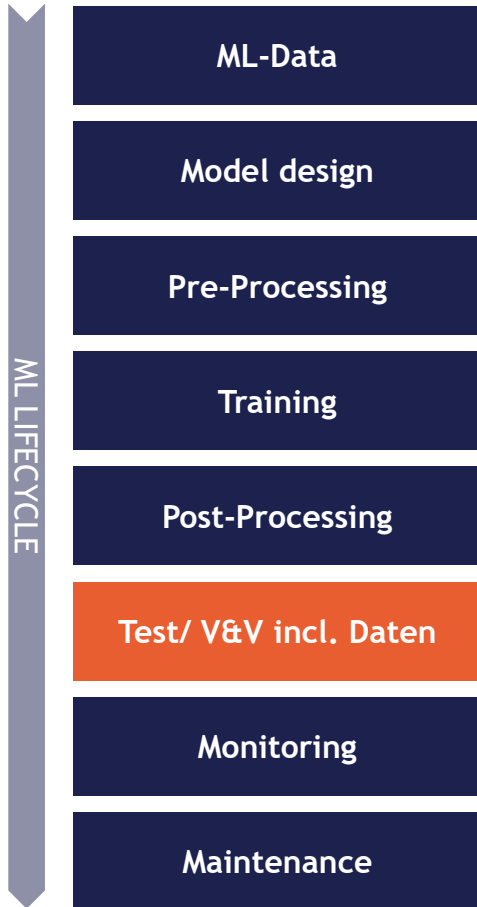 ML LIFECYCLE
ML-Data
Model design
Pre-Processing
Training
Post-Processing
Test/ V&V incl. Daten
Monitoring
Maintenance